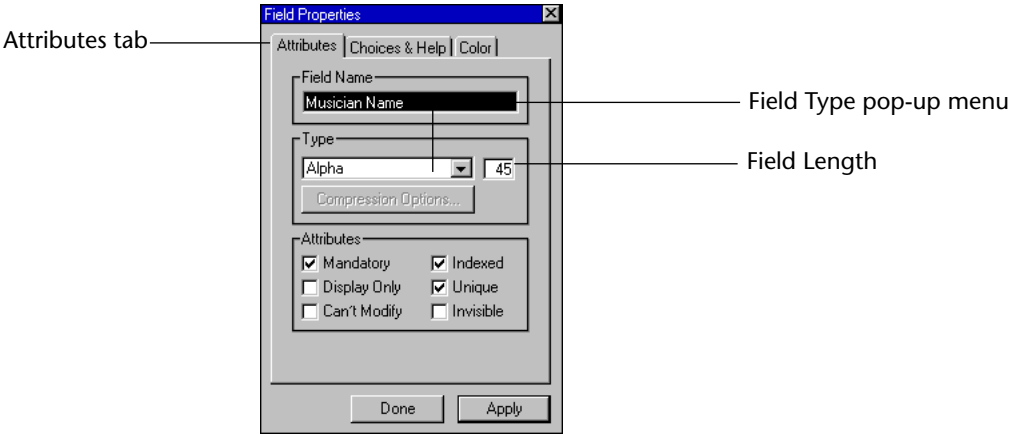 Field Properties
Attributes tab
Attributes Choices & Help Color
Field Name
Musician Name
Field Type pop-up menu
Type
Alpha 45
Field Length
Compression Options...
Attributes
Mandatory Indexed
Display Only Unique
Can't Modify Invisible
Done Apply